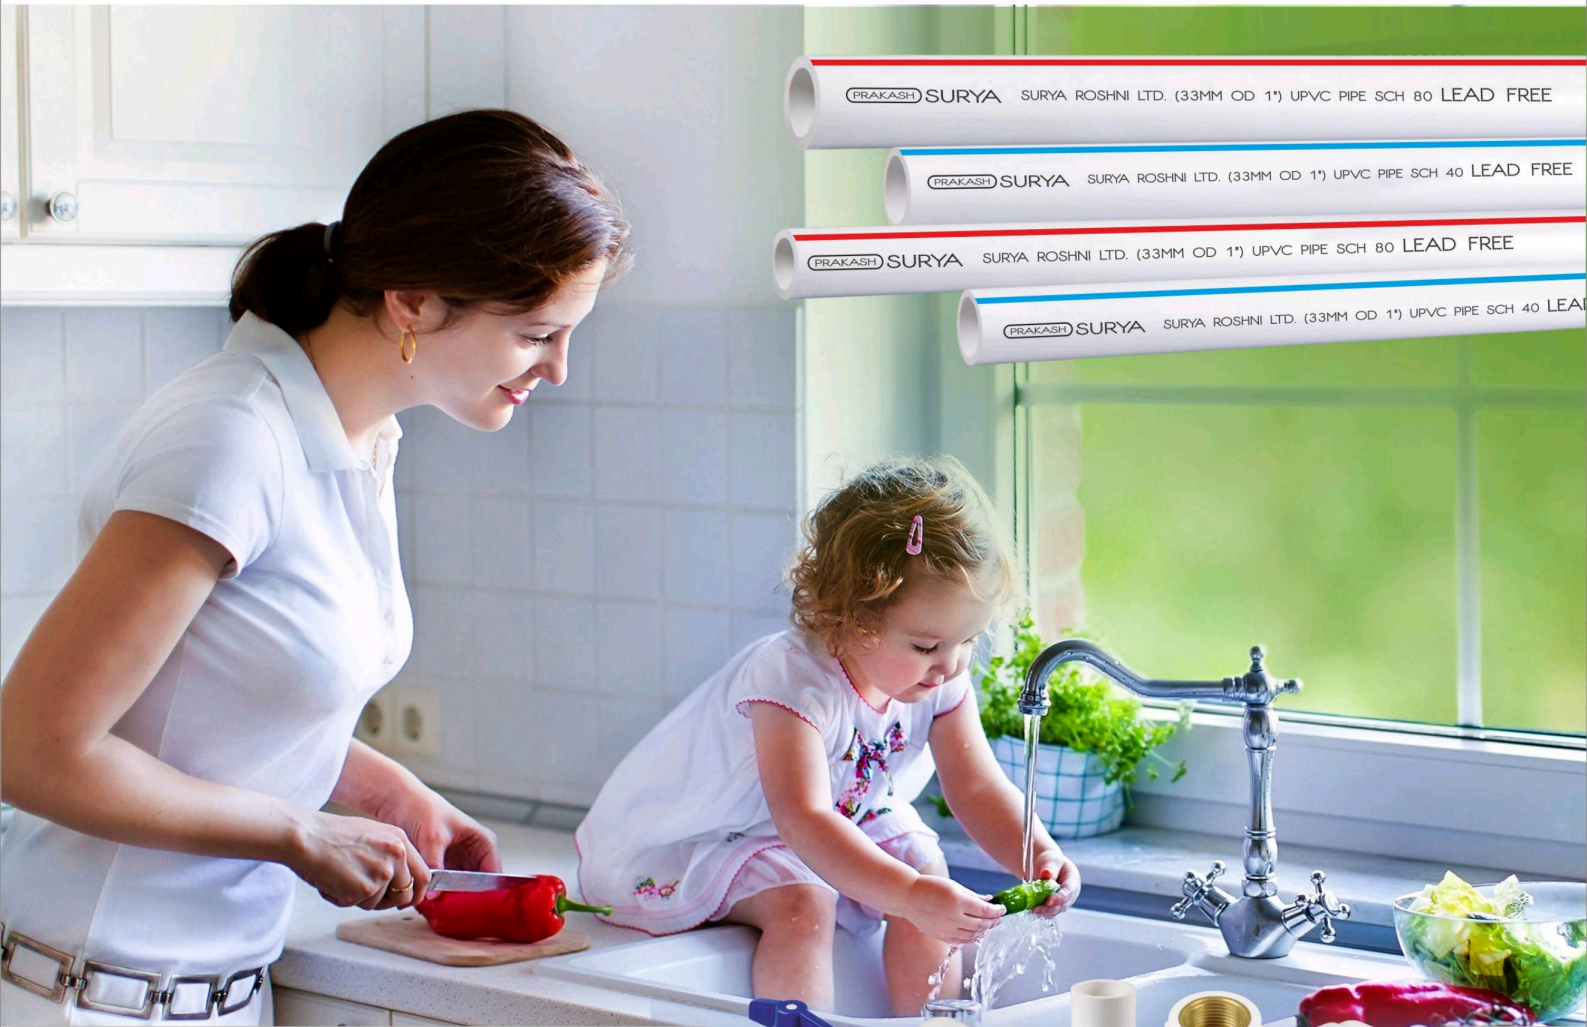 PRAKASH SURYA SURYA ROSHNI LTD. (33MM OD 1") UPVC PIPE SCH 80 LEAD FREE
PRAKASH SURYA SURYA ROSHNI LTD. (33MM OD 1") UPVC PIPE SCH 40 LEAD FREE
PRAKASH SURYA SURYA ROSHNI LTD. (33MM OD 1") UPVC PIPE SCH 80 LEAD FREE
PRAKASH SURYA SURYA ROSHNI LTD. (33MM OD 1") UPVC PIPE SCH 40